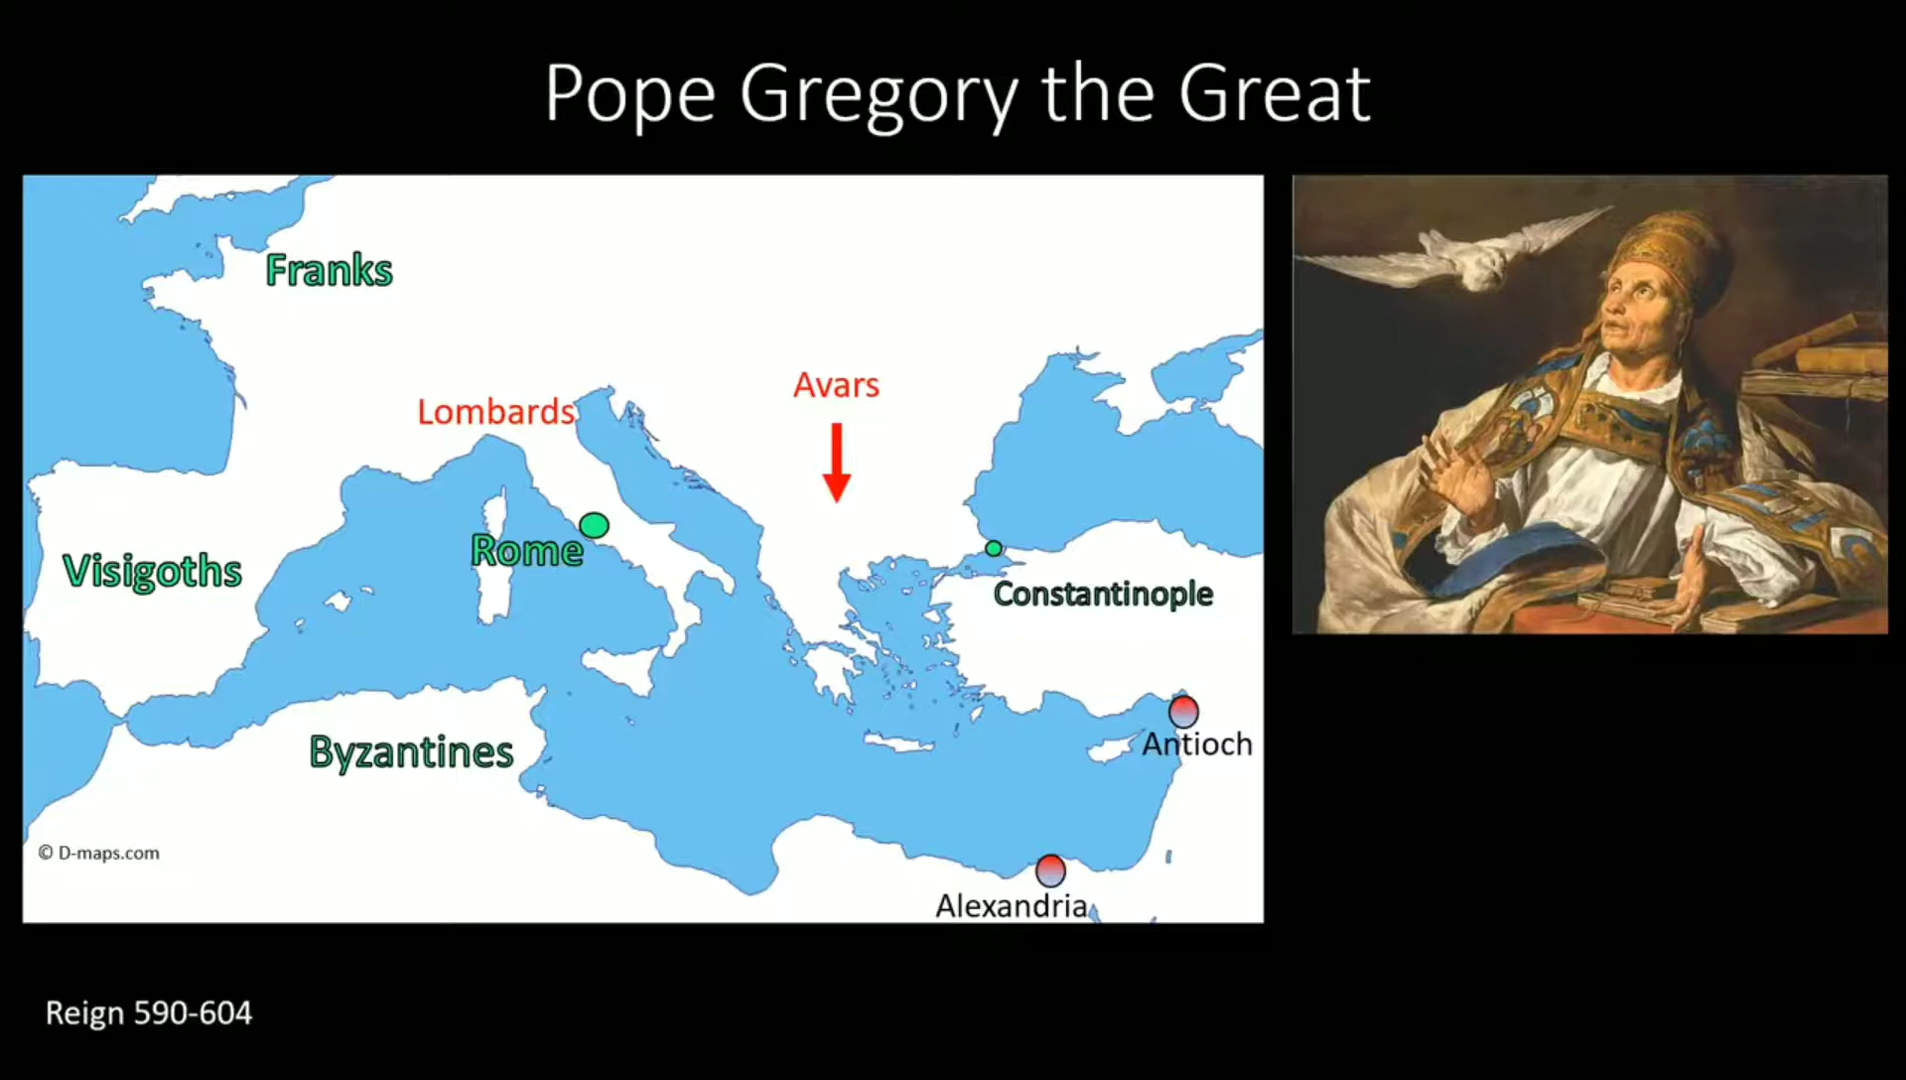 Pope Gregory the Great
Franks
Avars
Lombards
Rome
Visigoths
Constantinople
Byzantines
Antioch
© D-maps.com
Alexandria
Reign 590-604